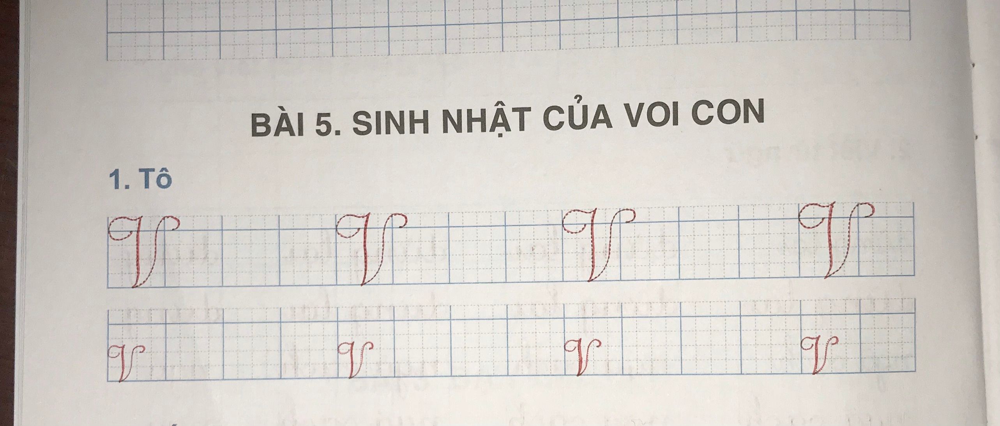 BÀI 5. SINH NHẬT CỦA VOI CON
1. Tô
V V V V
V V V V